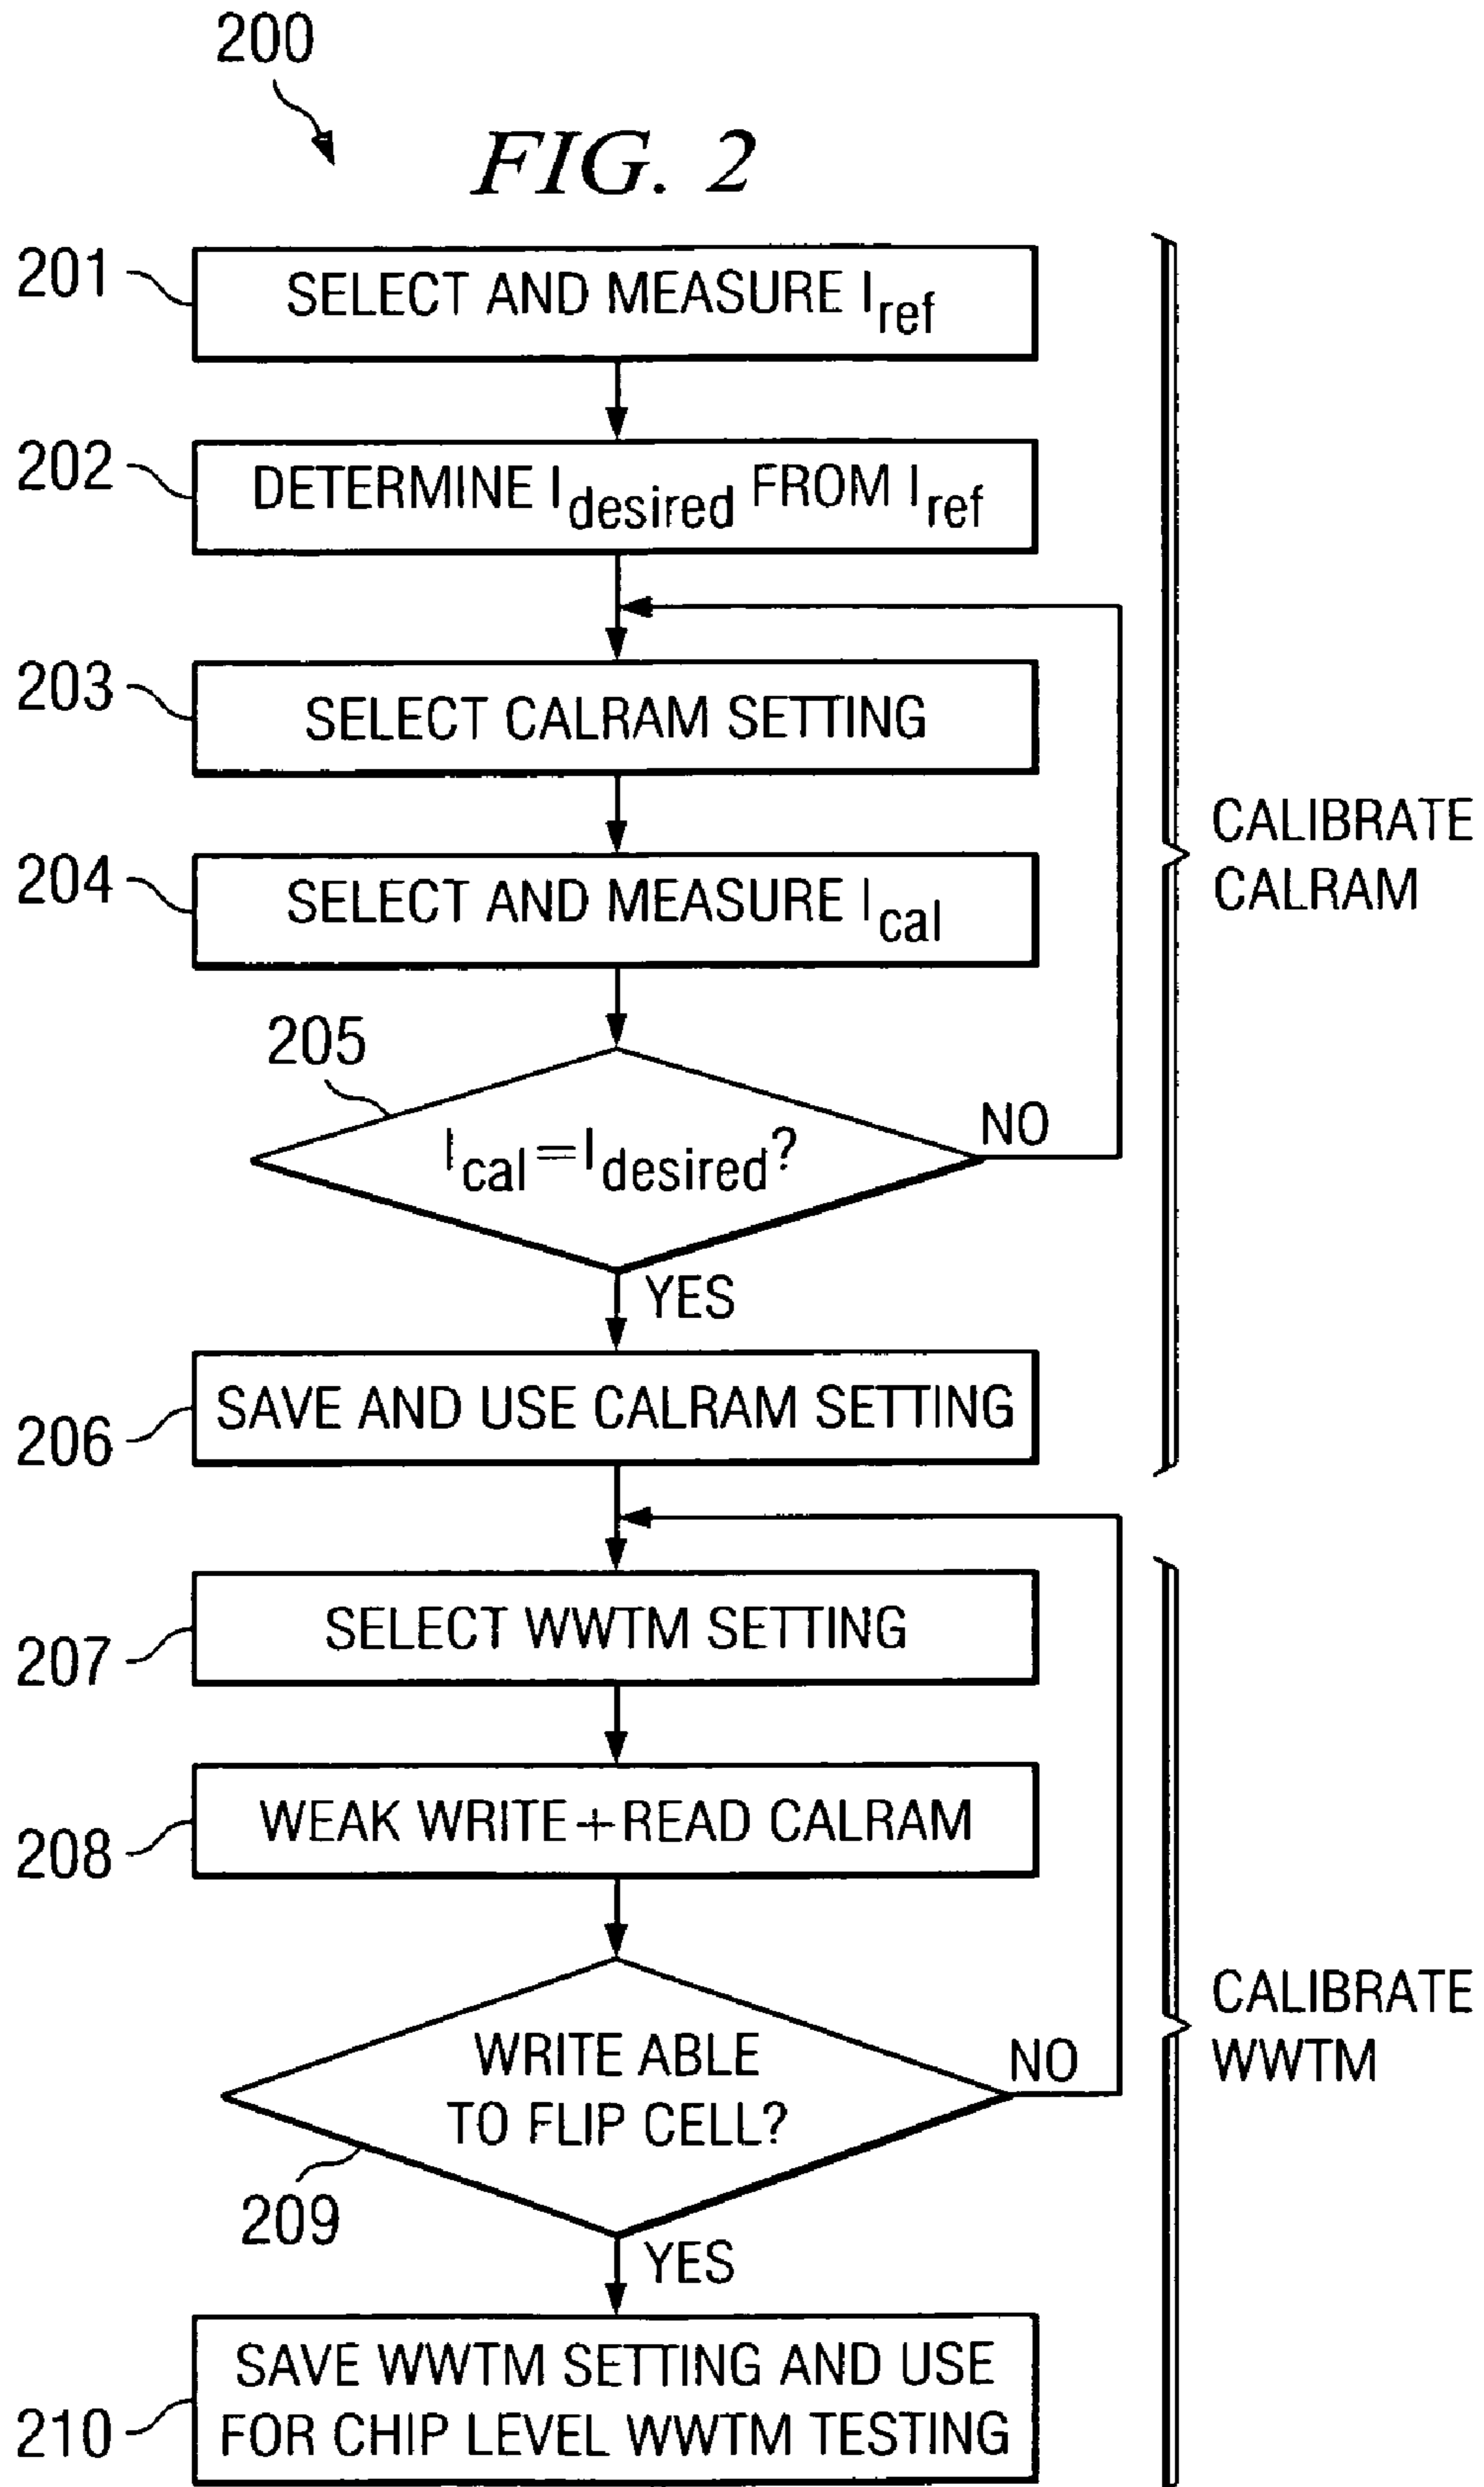 200
FIG. 2
201
SELECT AND MEASURE Iref
202
DETERMINE Idesired FROM Iref
203
SELECT CALRAM SETTING
204
SELECT AND MEASURE Ical
CALIBRATE
CALRAM
205
Ical=Idesired?
NO
YES
206
SAVE AND USE CALRAM SETTING
207
SELECT WWTM SETTING
208
WEAK WRITE+READ CALRAM
WRITE ABLE
TO FLIP CELL?
NO
209
YES
CALIBRATE
WWTM
210
SAVE WWTM SETTING AND USE
FOR CHIP LEVEL WWTM TESTING